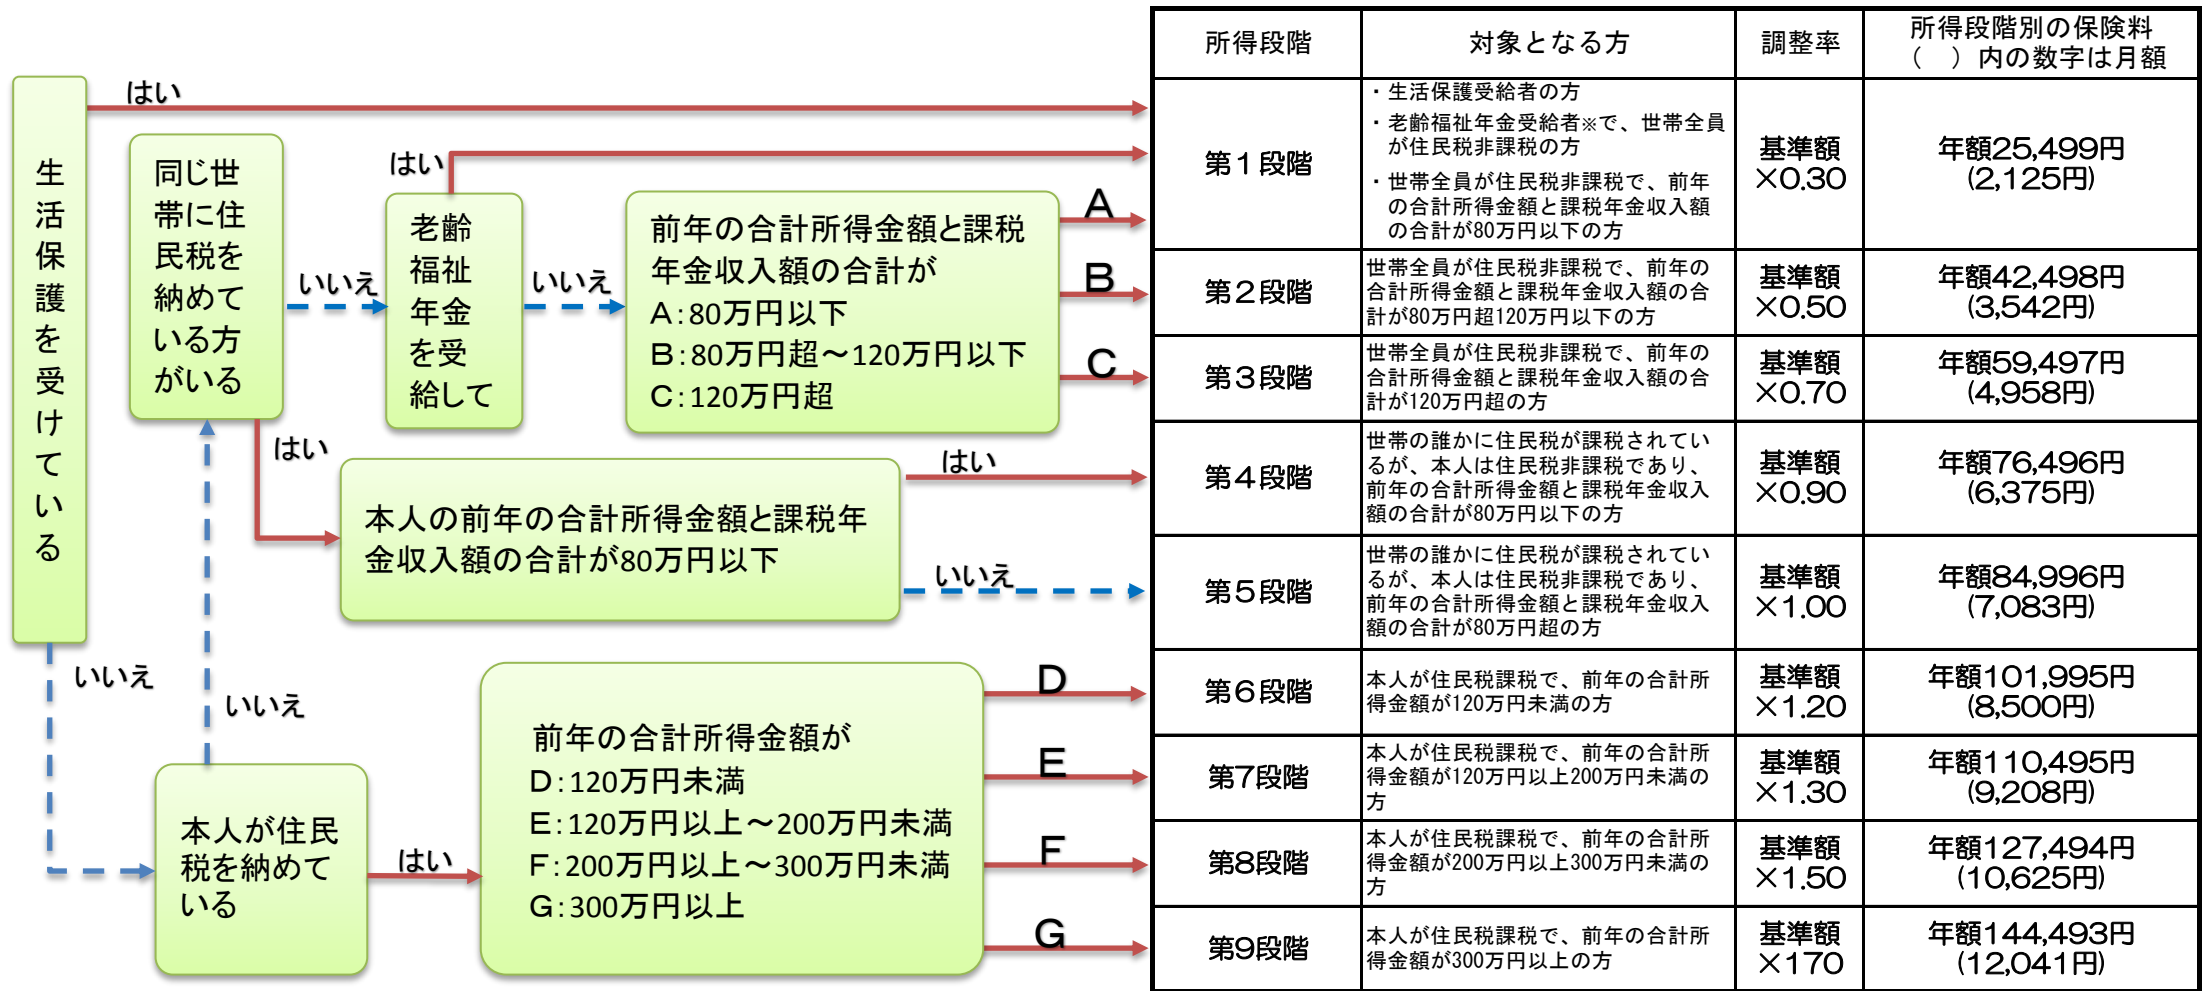 はい
生活保護を受けている
同じ世
帯に住
民税を
納めて
いる方
がいる
いいえ
はい
老齢
福祉
年金
を受
給して
いいえ
前年の合計所得金額と課税
年金収入額の合計が
A:80万円以下
B:80万円超～120万円以下
C:120万円超
A
B
C
はい
本人の前年の合計所得金額と課税年
金収入額の合計が80万円以下
はい
いいえ
いいえ
いいえ
本人が住民
税を納めて
いる
はい
前年の合計所得金額が
D:120万円未満
E:120万円以上～200万円未満
F:200万円以上～300万円未満
G:300万円以上
D
E
F
G
所得段階
対象となる方
調整率
所得段階別の保険料
（　）内の数字は月額
第1段階
・生活保護受給者の方
・老齢福祉年金受給者※で、世帯全員
が住民税非課税の方
・世帯全員が住民税非課税で、前年
の合計所得金額と課税年金収入額
の合計が80万円以下の方
基準額
×0.30
年額25,499円
(2,125円)
第2段階
世帯全員が住民税非課税で、前年の
合計所得金額と課税年金収入額の合
計が80万円超120万円以下の方
基準額
×0.50
年額42,498円
(3,542円)
第3段階
世帯全員が住民税非課税で、前年の
合計所得金額と課税年金収入額の合
計が120万円超の方
基準額
×0.70
年額59,497円
(4,958円)
第4段階
世帯の誰かに住民税が課税されてい
るが、本人は住民税非課税であり、
前年の合計所得金額と課税年金収入
額の合計が80万円以下の方
基準額
×0.90
年額76,496円
(6,375円)
第5段階
世帯の誰かに住民税が課税されてい
るが、本人は住民税非課税であり、
前年の合計所得金額と課税年金収入
額の合計が80万円超の方
基準額
×1.00
年額84,996円
(7,083円)
第6段階
本人が住民税課税で、前年の合計所
得金額が120万円未満の方
基準額
×1.20
年額101,995円
(8,500円)
第7段階
本人が住民税課税で、前年の合計所
得金額が120万円以上200万円未満の
方
基準額
×1.30
年額110,495円
(9,208円)
第8段階
本人が住民税課税で、前年の合計所
得金額が200万円以上300万円未満の
方
基準額
×1.50
年額127,494円
(10,625円)
第9段階
本人が住民税課税で、前年の合計所
得金額が300万円以上の方
基準額
×170
年額144,493円
(12,041円)